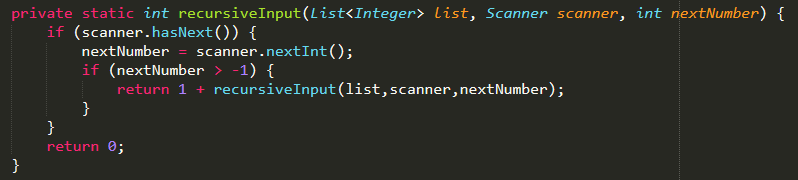 private static int recursiveInput(List<Integer> list, Scanner scanner, int nextNumber) {
    if (scanner.hasNext()) {
        nextNumber = scanner.nextInt();
        if (nextNumber > -1) {
            return 1 + recursiveInput(list,scanner,nextNumber);
        }
    }
    return 0;
}